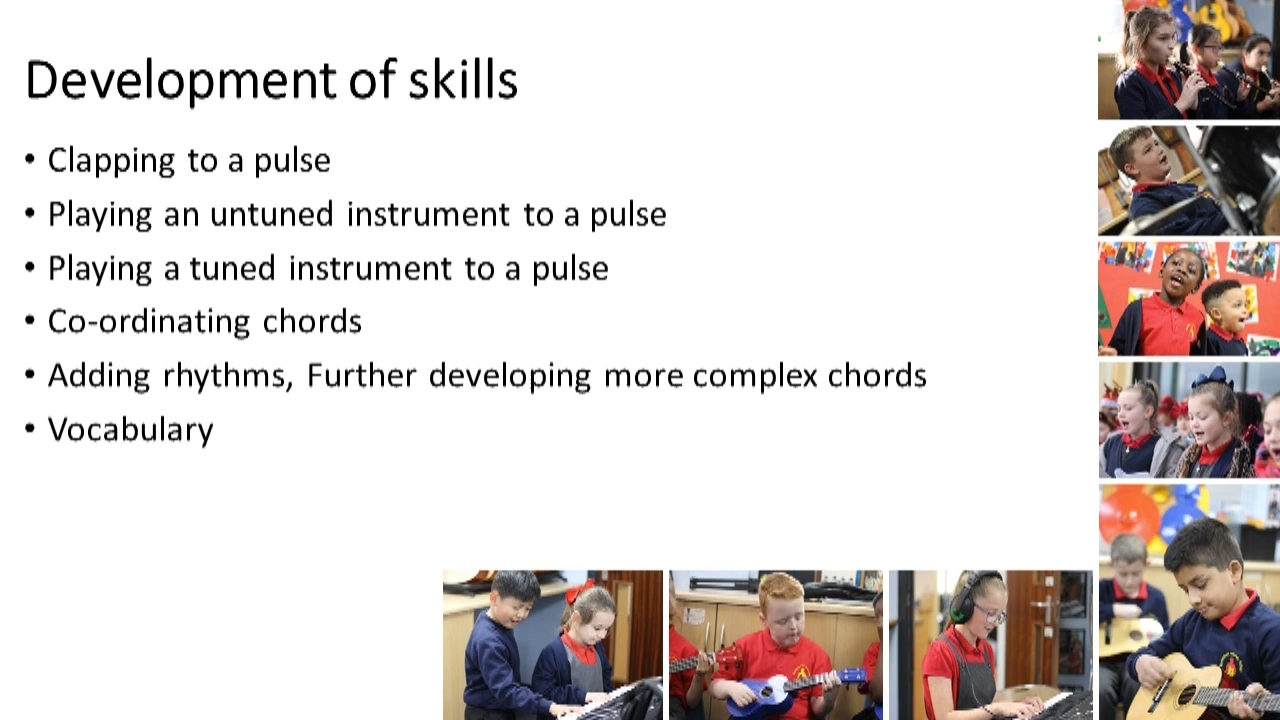 Development of skills
• Clapping to a pulse
• Playing an untuned instrument to a pulse
• Playing a tuned instrument to a pulse
• Co-ordinating chords
• Adding rhythms, Further developing more complex chords
• Vocabulary